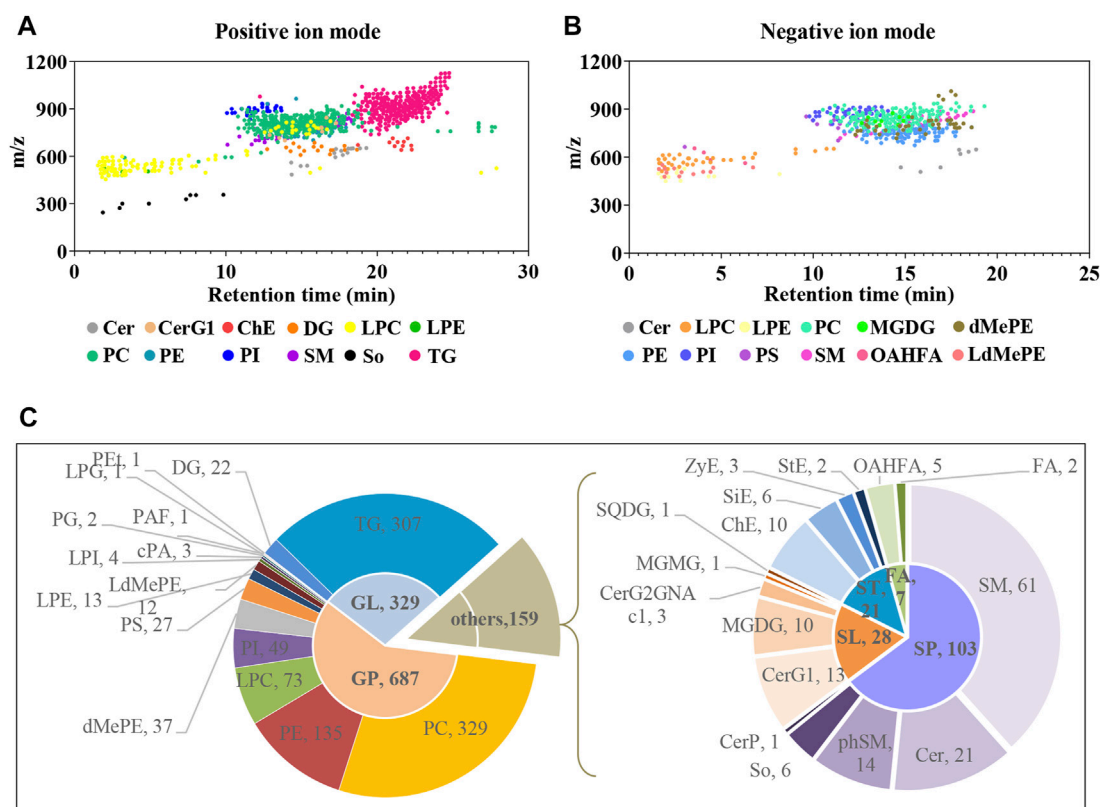 A
Positive ion mode
m/z
1200
900
600
300
0
0
10
20
30
Retention time (min)
Cer CerG1 ChE DG LPC LPE
PC PE PI SM So TG
B
Negative ion mode
m/z
1200
900
600
300
0
0
5
10
15
20
25
Retention time (min)
Cer LPC LPE PC MGDG dMePE
PE PI PS SM OAHFA LdMePE
C
PEt, 1
LPG, 1
DG, 22
PG, 2
PAF, 1
LPI, 4
cPA, 3
LdMePE,
12
LPE, 13
PS, 27
PI, 49
LPC, 73
dMePE, 37
PE, 135
PC, 329
TG, 307
GL, 329
GP, 687
others,159
ZyE, 3
StE, 2
OAHFA, 5
FA, 2
SiE, 6
ChE, 10
SQDG, 1
MGMG, 1
CerG2GNA
c1, 3
MGDG, 10
CerG1, 13
CerP, 1
So, 6
phSM,
14
Cer, 21
SM, 61
FA,
7
ST,
21
SL, 28
SP, 103